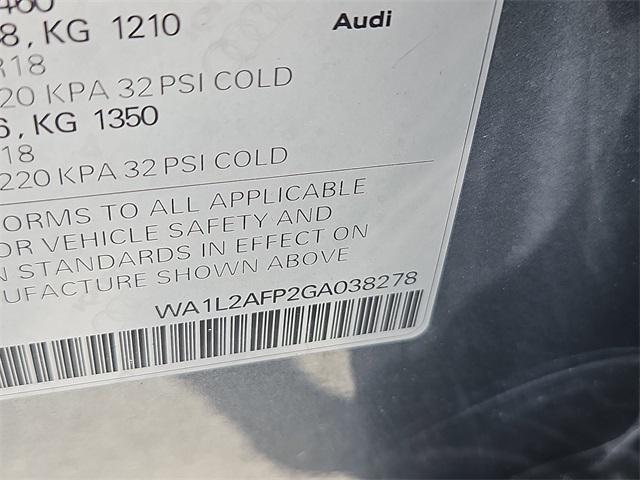 8, KG 1210
Audi
R18
220 KPA 32 PSI COLD
6, KG 1350
18
220 KPA 32 PSI COLD
ORMS TO ALL APPLICABLE
OR VEHICLE SAFETY AND
N STANDARDS IN EFFECT ON
NUFACTURE SHOWN ABOVE
WA1L2AFP2GA038278